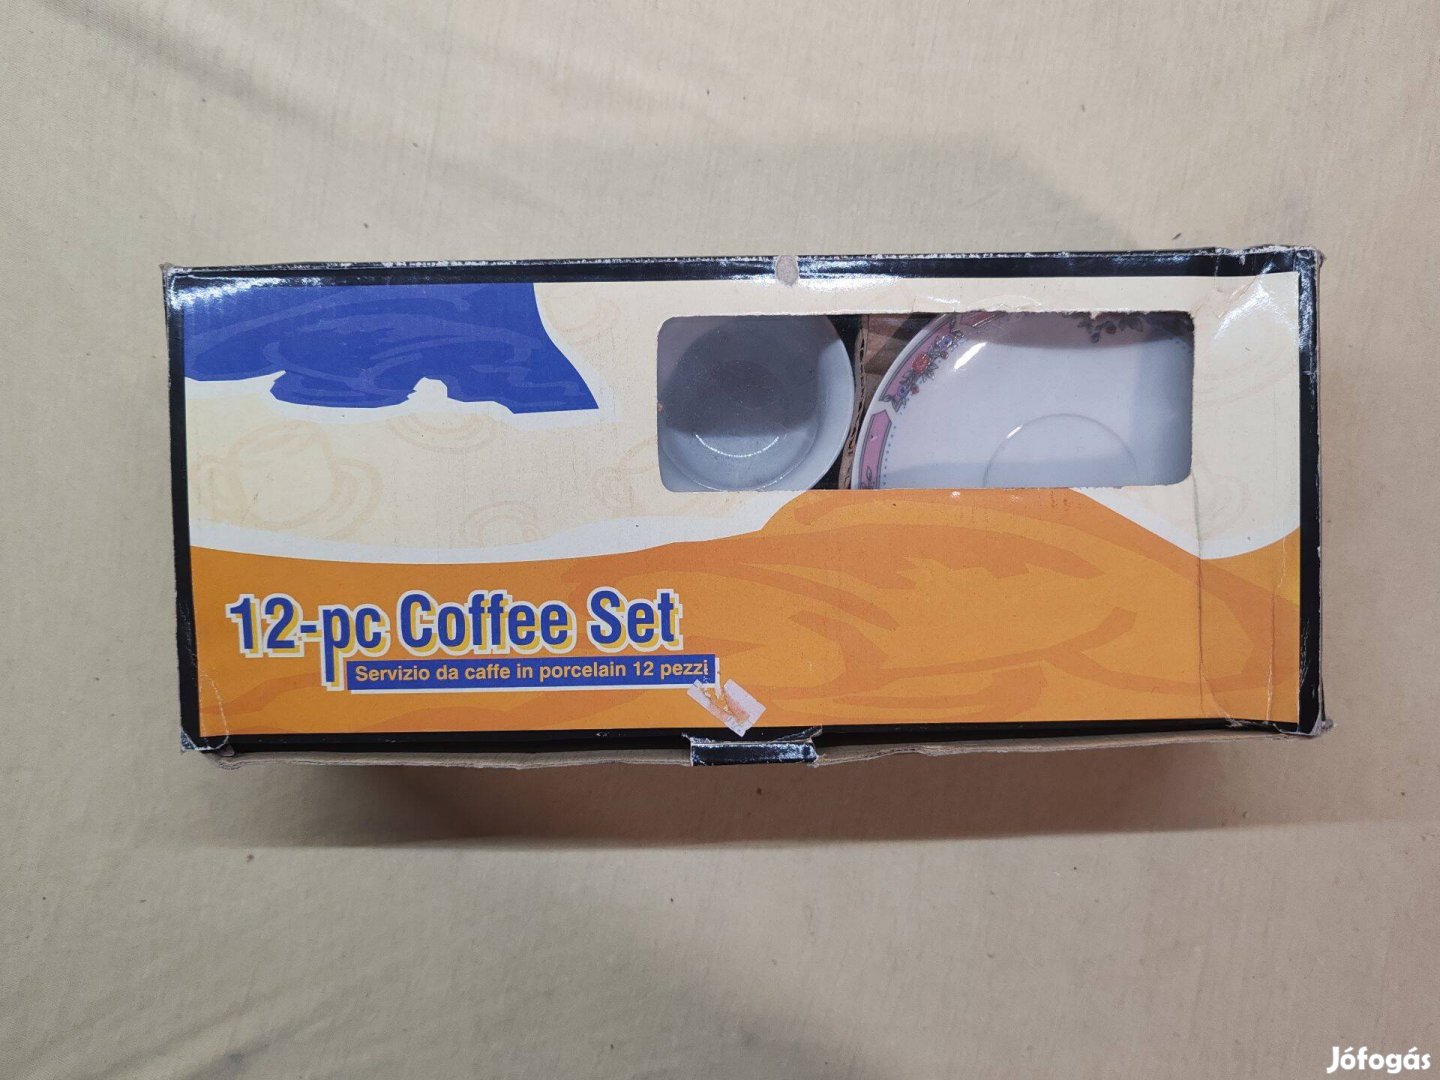 12-pc Coffee Set
Servizio da caffe in porcelain 12 pezzi
Jófogás